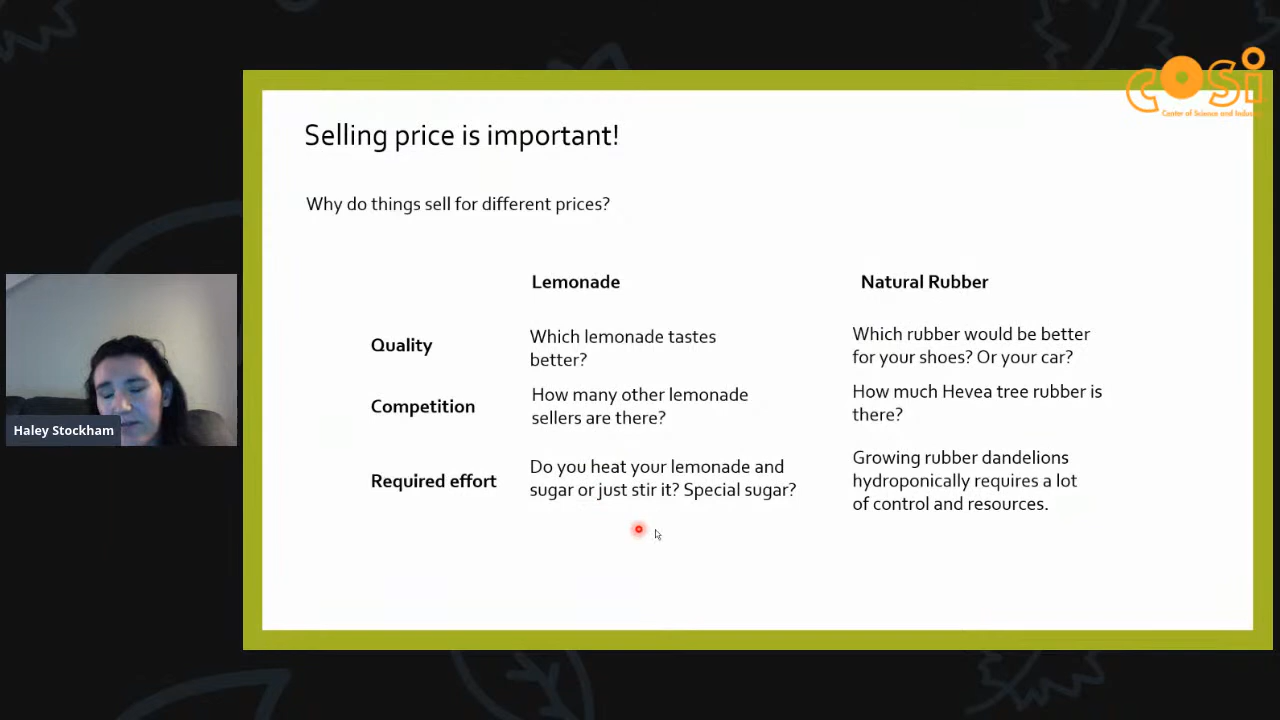 COSI
Center of Science and Indus
Selling price is important!
Why do things sell for different prices?
Lemonade
Natural Rubber
Quality
Which lemonade tastes
better?
Which rubber would be better
for your shoes? Or your car?
Competition
How many other lemonade
sellers are there?
How much Hevea tree rubber is
there?
Required effort
Do you heat your lemonade and
sugar or just stir it? Special sugar?
Growing rubber dandelions
hydroponically requires a lot
of control and resources.
Haley Stockham